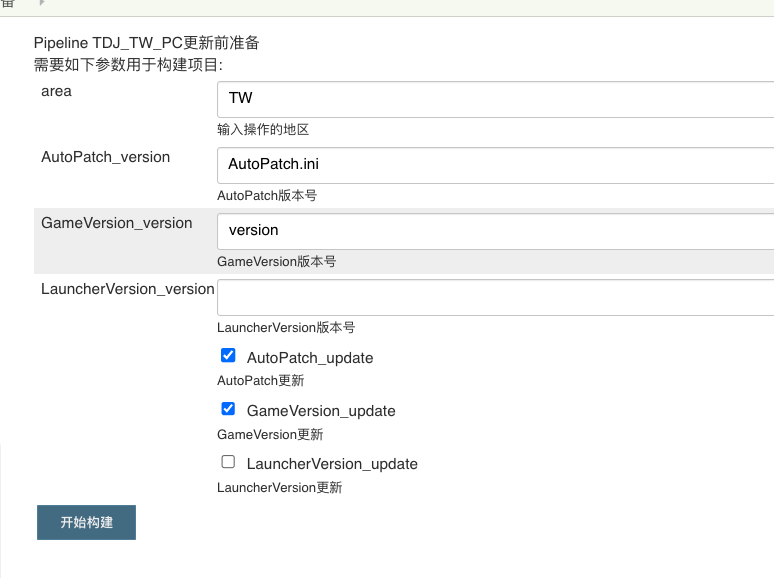 备
Pipeline TDJ_TW_PC更新前准备
需要如下参数用于构建项目:
area
TW
输入操作的地区
AutoPatch_version
AutoPatch.ini
AutoPatch版本号
GameVersion_version
version
GameVersion版本号
LauncherVersion_version
LauncherVersion版本号
AutoPatch_update
AutoPatch更新
GameVersion_update
GameVersion更新
LauncherVersion_update
LauncherVersion更新
开始构建